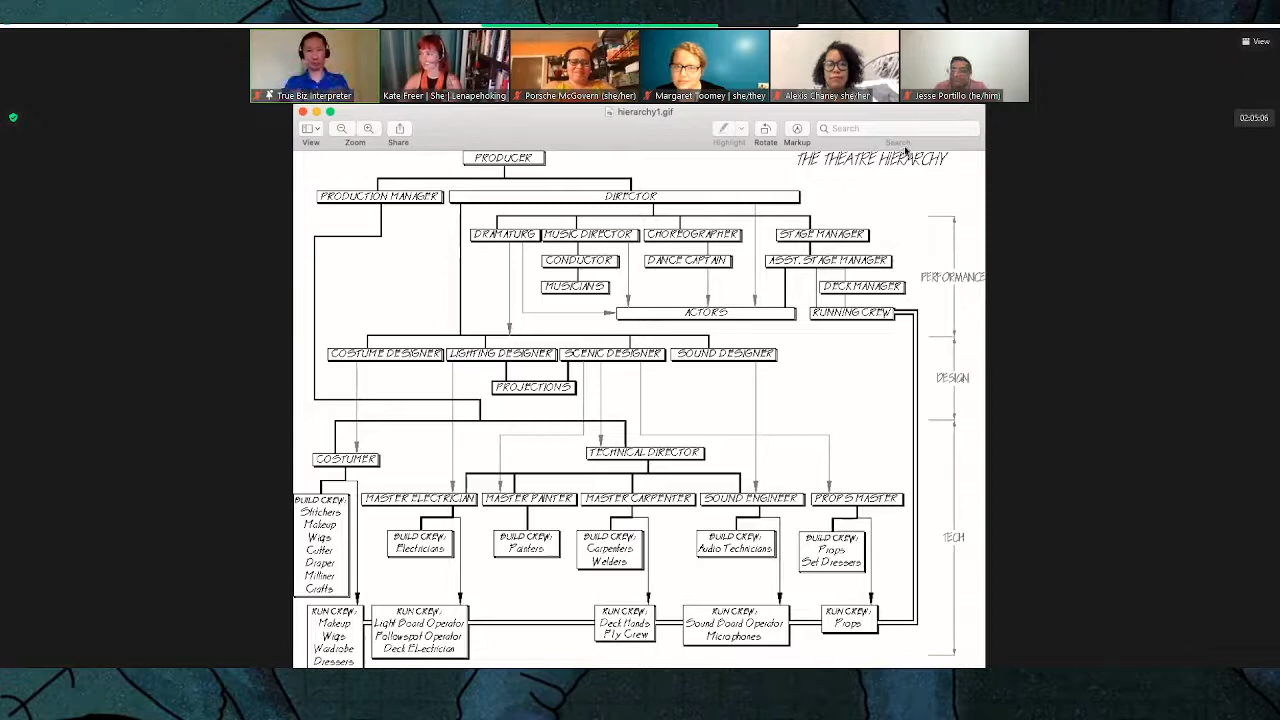 View
True Biz Interpreter
Kate Freer | She | Lenapehoking
Porsche McGovern (she/her)
Margaret Toomey | she/they
Alexis Chaney she/her
Jesse Portillo (he/him)
02:05:06
hierarchy1.gif
Search
View
Zoom
Share
Highlight
Rotate
Markup
Search
THE THEATRE HIERARCHY
PRODUCER
PRODUCTION MANAGER
DIRECTOR
DRAMATURG
MUSIC DIRECTOR
CHOREOGRAPHER
STAGE MANAGER
CONDUCTOR
DANCE CAPTAIN
ASST. STAGE MANAGER
PERFORMANCE
MUSICIANS
DECK MANAGER
ACTORS
RUNNING CREW
COSTUME DESIGNER
LIGHTING DESIGNER
SCENIC DESIGNER
SOUND DESIGNER
DESIGN
PROJECTIONS
COSTUMER
TECHNICAL DIRECTOR
MASTER ELECTRICIAN
MASTER PAINTER
MASTER CARPENTER
SOUND ENGINEER
PROPS MASTER
BUILD CREW:
Stitchers
Makeup
Wigs
Cutter
Draper
Milliner
Crafts
BUILD CREW:
Electricians
BUILD CREW:
Painters
BUILD CREW:
Carpenters
Welders
BUILD CREW:
Audio Technicians
BUILD CREW:
Props
Set Dressers
TECH
RUN CREW:
Makeup
Wigs
Wardrobe
Dressers
RUN CREW:
Light Board Operator
Followspot Operator
Deck Electrician
RUN CREW:
Deck Hands
Fly Crew
RUN CREW:
Sound Board Operator
Microphones
RUN CREW:
Props